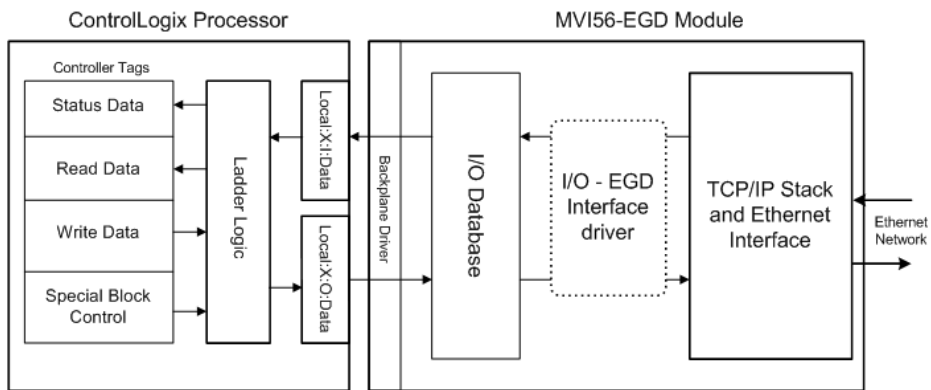 ControlLogix Processor
MVI56-EGD Module
Controller Tags
Status Data
Read Data
Write Data
Special Block
Control
Ladder Logic
Local:X:I:Data
Local:X:O:Data
Backplane Driver
I/O Database
I/O - EGD
Interface
driver
TCP/IP Stack
and Ethernet
Interface
Ethernet
Network